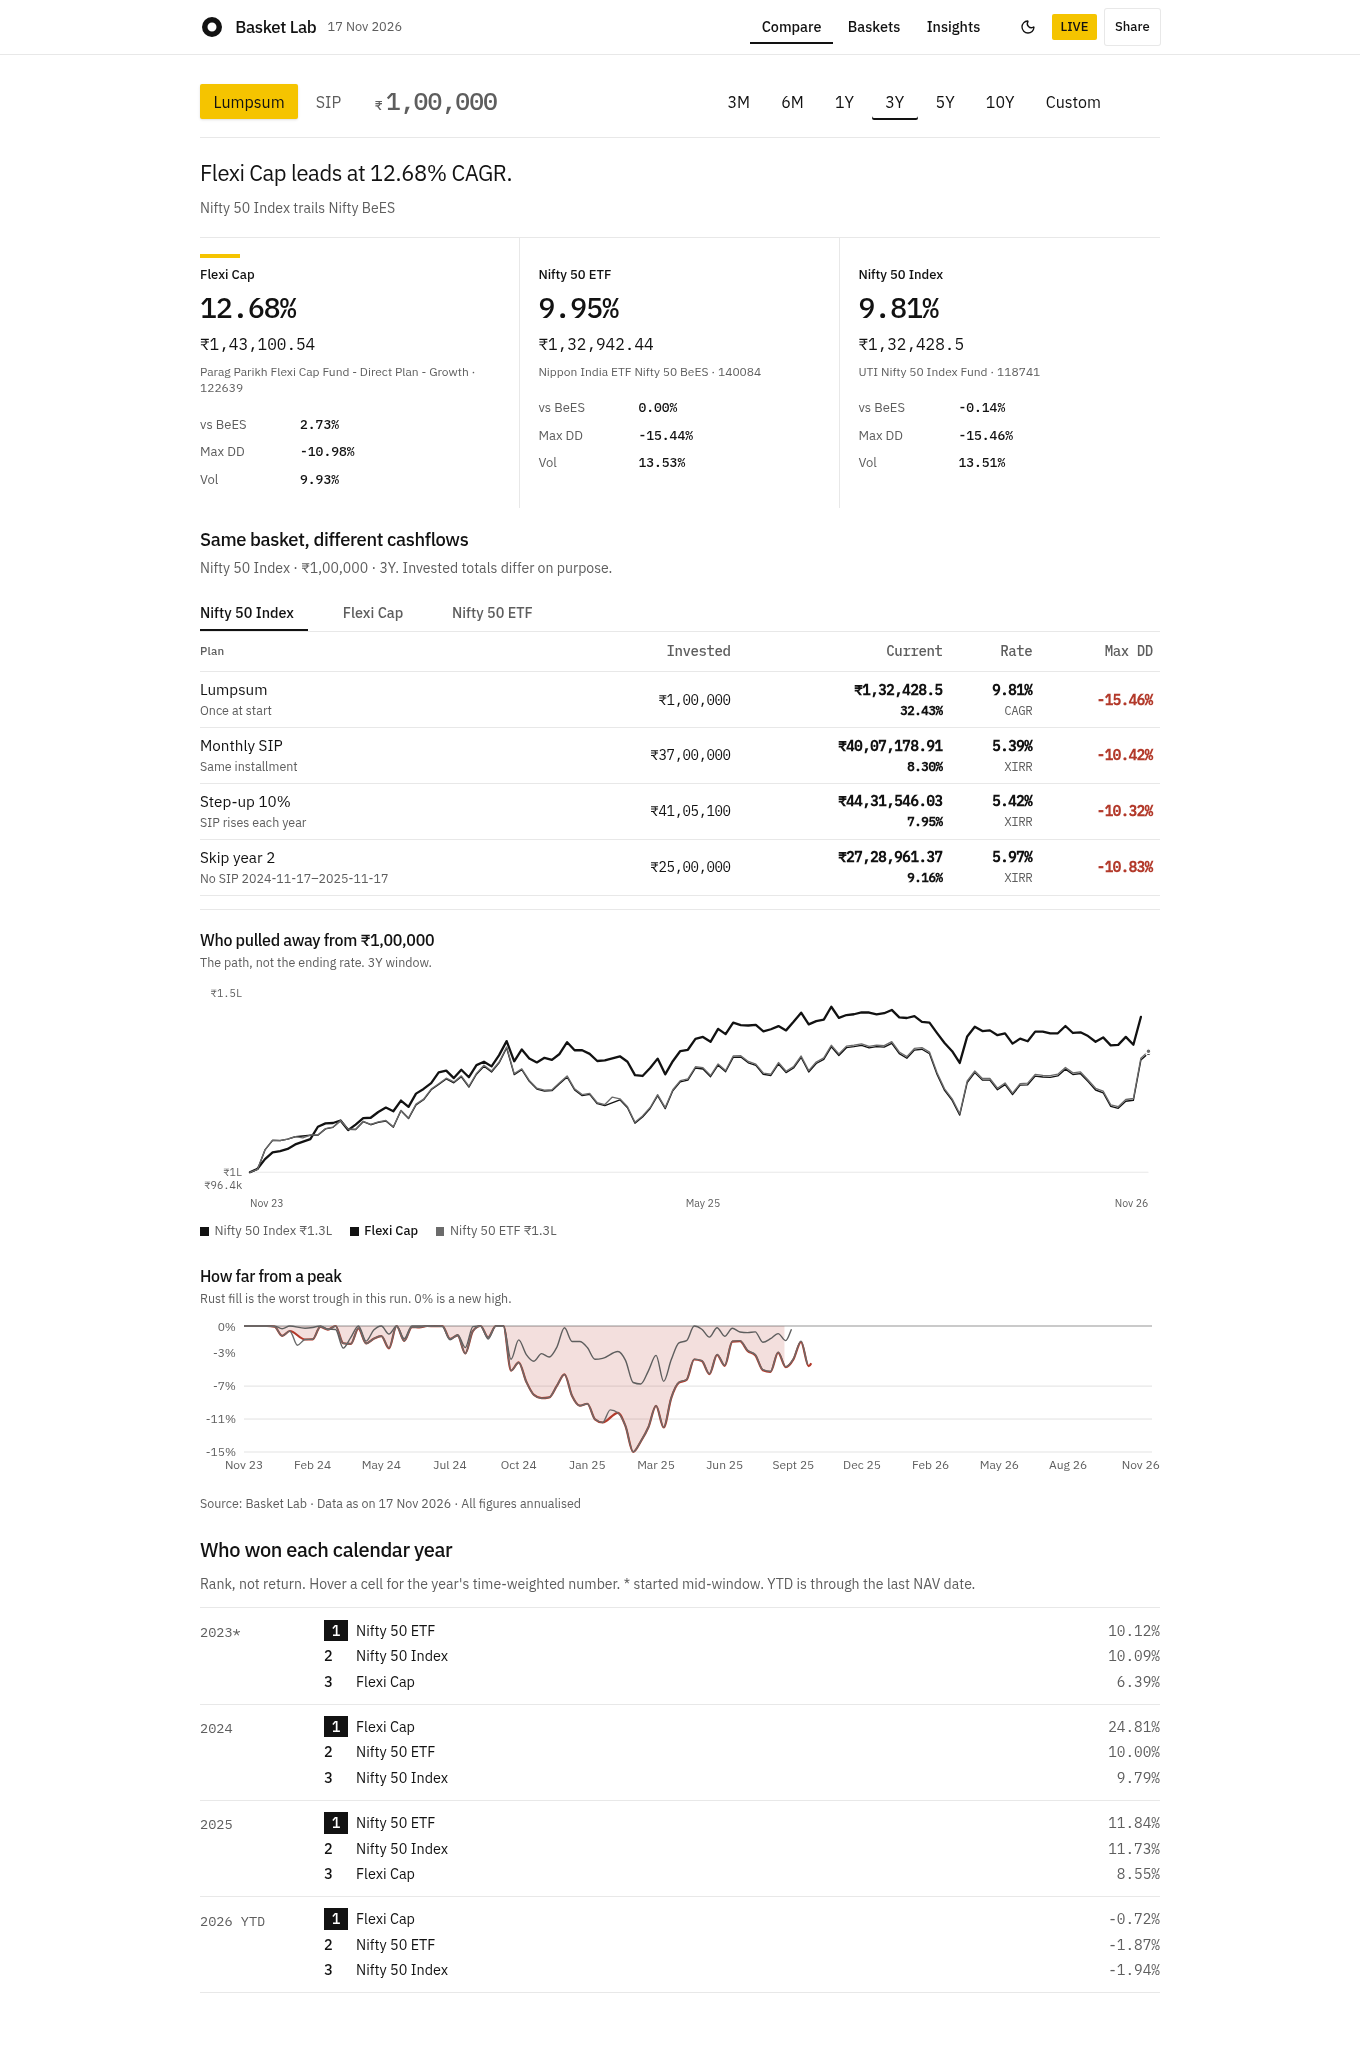 Basket Lab 17 Nov 2026 Compare Baskets Insights LIVE Share
Lumpsum SIP ₹ 1,00,000 3M 6M 1Y 3Y 5Y 10Y Custom
Flexi Cap leads at 12.68% CAGR.
Nifty 50 Index trails Nifty BeES
Flexi Cap
12.68%
₹1,43,100.54
Parag Parikh Flexi Cap Fund - Direct Plan - Growth ·
122639
vs BeES 2.73%
Max DD -10.98%
Vol 9.93%
Nifty 50 ETF
9.95%
₹1,32,942.44
Nippon India ETF Nifty 50 BeES · 140084
vs BeES 0.00%
Max DD -15.44%
Vol 13.53%
Nifty 50 Index
9.81%
₹1,32,428.5
UTI Nifty 50 Index Fund · 118741
vs BeES -0.14%
Max DD -15.46%
Vol 13.51%
Same basket, different cashflows
Nifty 50 Index · ₹1,00,000 · 3Y. Invested totals differ on purpose.
Nifty 50 Index Flexi Cap Nifty 50 ETF
Plan Invested Current Rate Max DD
Lumpsum ₹1,00,000 ₹1,32,428.5 9.81% -15.46%
Once at start 32.43% CAGR
Monthly SIP ₹37,00,000 ₹40,07,178.91 5.39% -10.42%
Same installment 8.30% XIRR
Step-up 10% ₹41,05,100 ₹44,31,546.03 5.42% -10.32%
SIP rises each year 7.95% XIRR
Skip year 2 ₹25,00,000 ₹27,28,961.37 5.97% -10.83%
No SIP 2024-11-17–2025-11-17 9.16% XIRR
Who pulled away from ₹1,00,000
The path, not the ending rate. 3Y window.
₹1.5L
₹1L
₹96.4k
Nov 23 May 25 Nov 26
Nifty 50 Index ₹1.3L Flexi Cap Nifty 50 ETF ₹1.3L
How far from a peak
Rust fill is the worst trough in this run. 0% is a new high.
0%
-3%
-7%
-11%
-15%
Nov 23 Feb 24 May 24 Jul 24 Oct 24 Jan 25 Mar 25 Jun 25 Sept 25 Dec 25 Feb 26 May 26 Aug 26 Nov 26
Source: Basket Lab · Data as on 17 Nov 2026 · All figures annualised
Who won each calendar year
Rank, not return. Hover a cell for the year's time-weighted number. * started mid-window. YTD is through the last NAV date.
2023* 1 Nifty 50 ETF 10.12%
2 Nifty 50 Index 10.09%
3 Flexi Cap 6.39%
2024 1 Flexi Cap 24.81%
2 Nifty 50 ETF 10.00%
3 Nifty 50 Index 9.79%
2025 1 Nifty 50 ETF 11.84%
2 Nifty 50 Index 11.73%
3 Flexi Cap 8.55%
2026 YTD 1 Flexi Cap -0.72%
2 Nifty 50 ETF -1.87%
3 Nifty 50 Index -1.94%